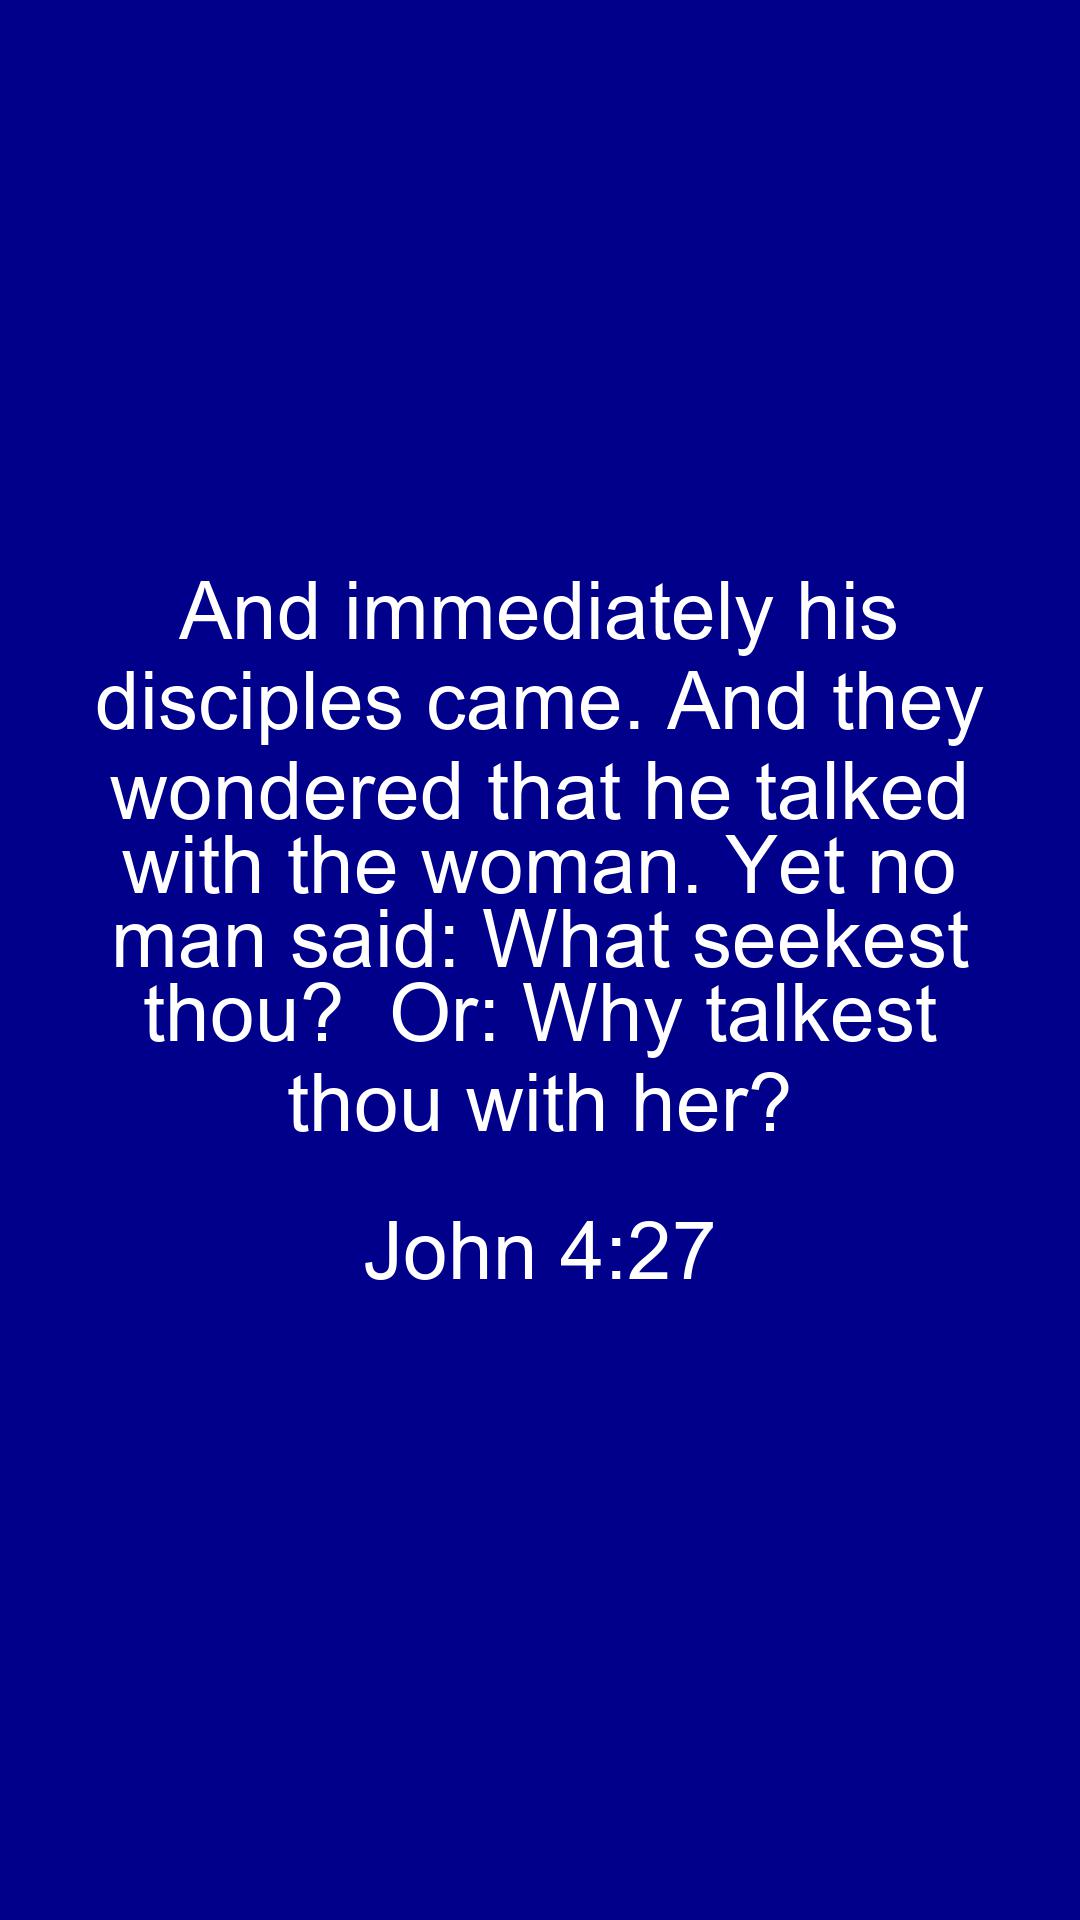 And immediately his
disciples came. And they
wondered that he talked
with the woman. Yet no
man said: What seekest
thou?  Or: Why talkest
thou with her?
John 4:27